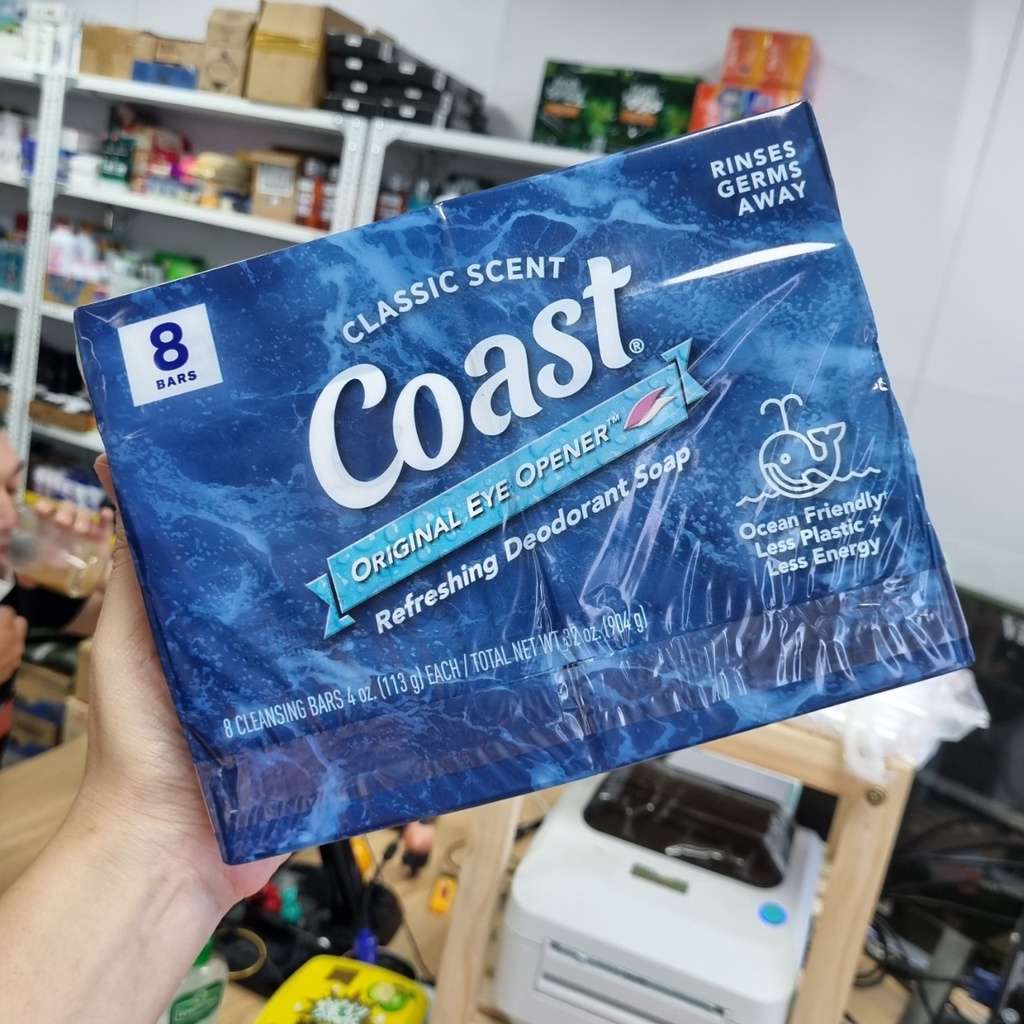 RINSES
GERMS
AWAY
8
BARS
CLASSIC SCENT
Coast®
ORIGINAL EYE OPENER™
Refreshing Deodorant Soap
Ocean Friendly
Less Plastic +
Less Energy
8 CLEANSING BARS 4 oz. (113 g) EACH / TOTAL NET WT 32 oz. (904 g)